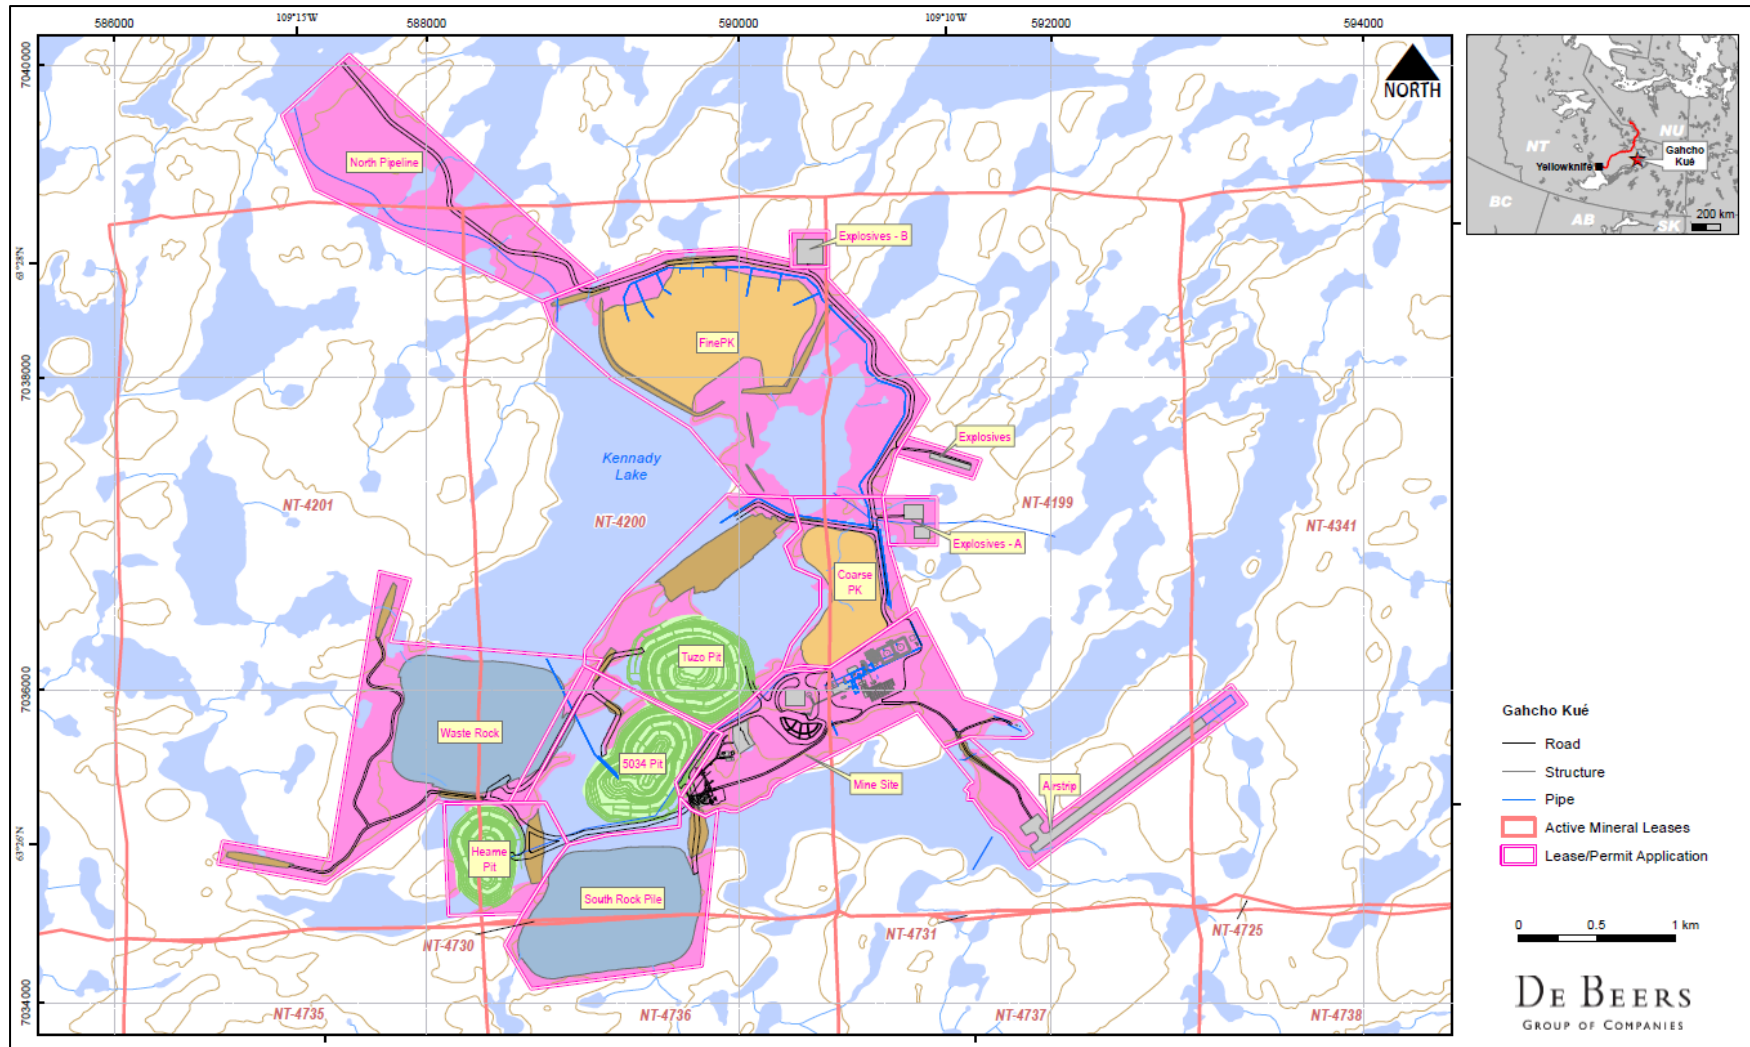 586000
109°15'W
588000
590000
109°10'W
592000
594000
7040000
63°28'N
7038000
7036000
63°26'N
7034000
NORTH
North Pipeline
Explosives - B
FinePK
Explosives
Kennady
Lake
NT-4201
NT-4200
NT-4199
NT-4341
Explosives - A
Coarse
PK
Tuzo Pit
Waste Rock
5034 Pit
Mine Site
Airstrip
Hearne
Pit
South Rock Pile
NT-4730
NT-4731
NT-4725
NT-4735
NT-4736
NT-4737
NT-4738
NT
NU
Yellowknife
Gahcho
Kué
BC
AB
SK
200 km
Gahcho Kué
Road
Structure
Pipe
Active Mineral Leases
Lease/Permit Application
0 0.5 1 km
DE BEERS
GROUP OF COMPANIES